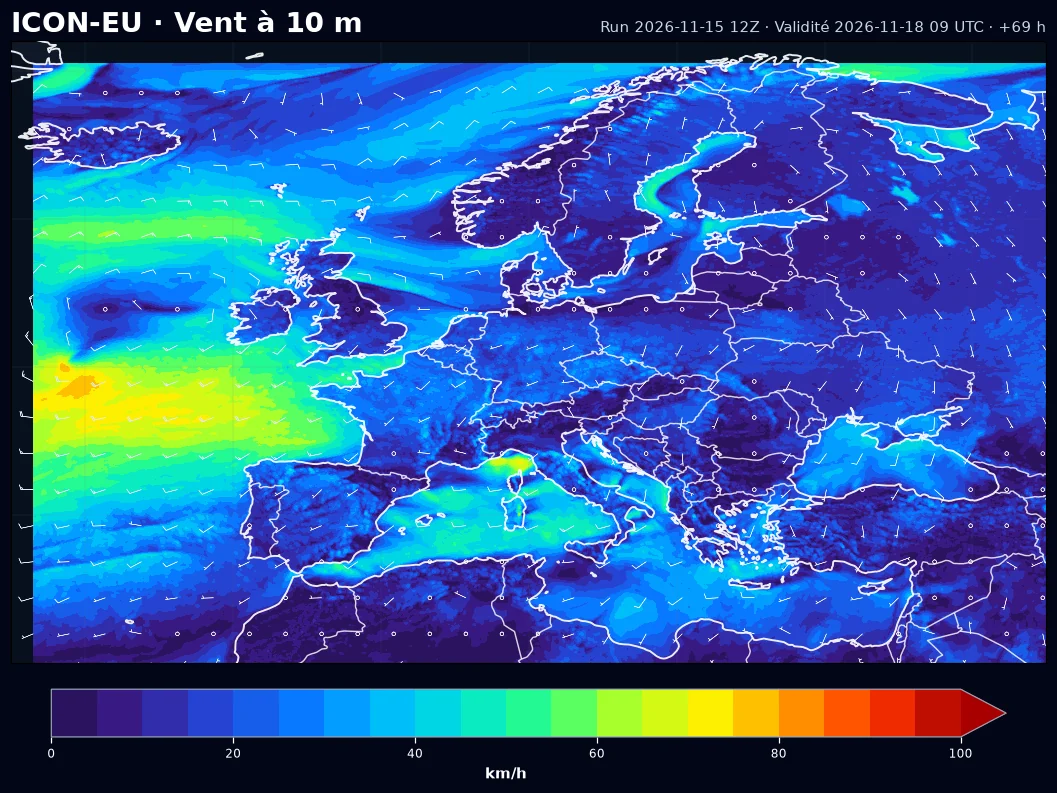 ICON-EU · Vent à 10 m
Run 2026-11-15 12Z · Validité 2026-11-18 09 UTC · +69 h
0 20 40 60 80 100
km/h